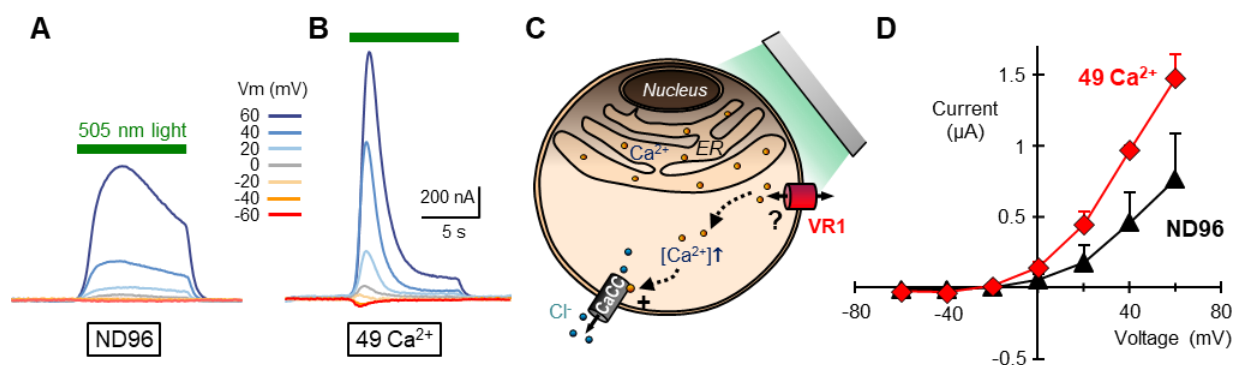 A
B
C
D
Vm (mV)
60
40
20
0
-20
-40
-60
505 nm light
ND96
200 nA
5 s
49 Ca²⁺
Nucleus
Ca²⁺
ER
?
VR1
[Ca²⁺]↑
CaCC
+
Cl⁻
49 Ca²⁺
Current
(µA)
1.5
1
0.5
ND96
-80
-40
40
80
-0.5
Voltage (mV)